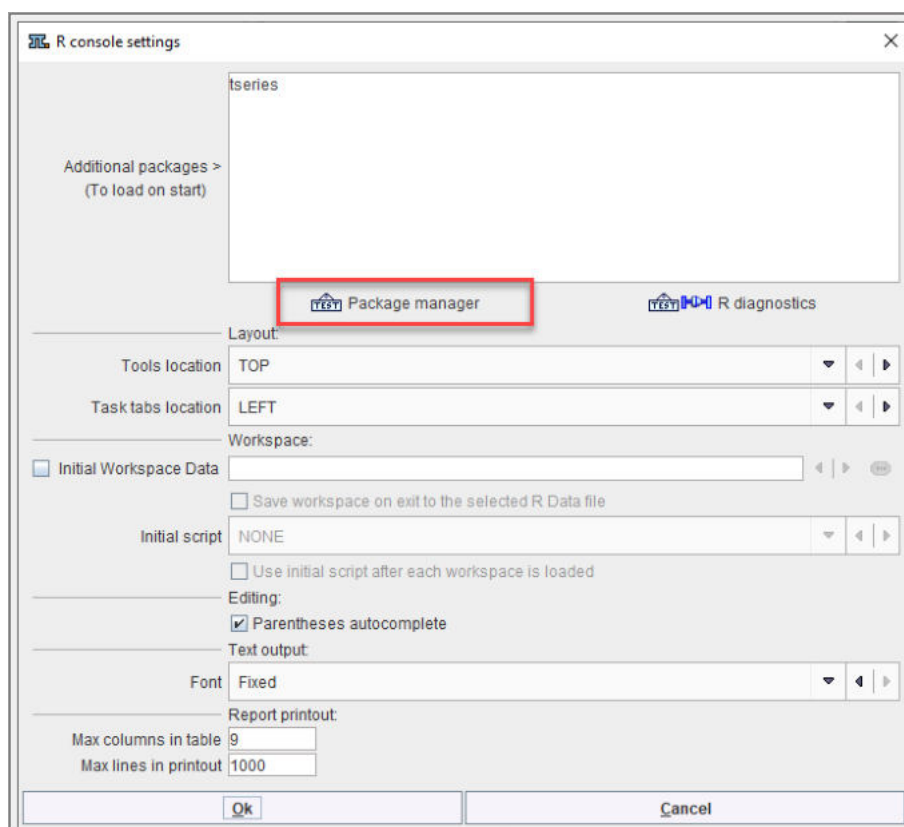 R console settings
tseries
Additional packages >
(To load on start)
TEST Package manager
TEST R diagnostics
Layout:
Tools location TOP
Task tabs location LEFT
Workspace:
Initial Workspace Data
Save workspace on exit to the selected R Data file
Initial script NONE
Use initial script after each workspace is loaded
Editing:
Parentheses autocomplete
Text output:
Font Fixed
Report printout:
Max columns in table 9
Max lines in printout 1000
Ok Cancel